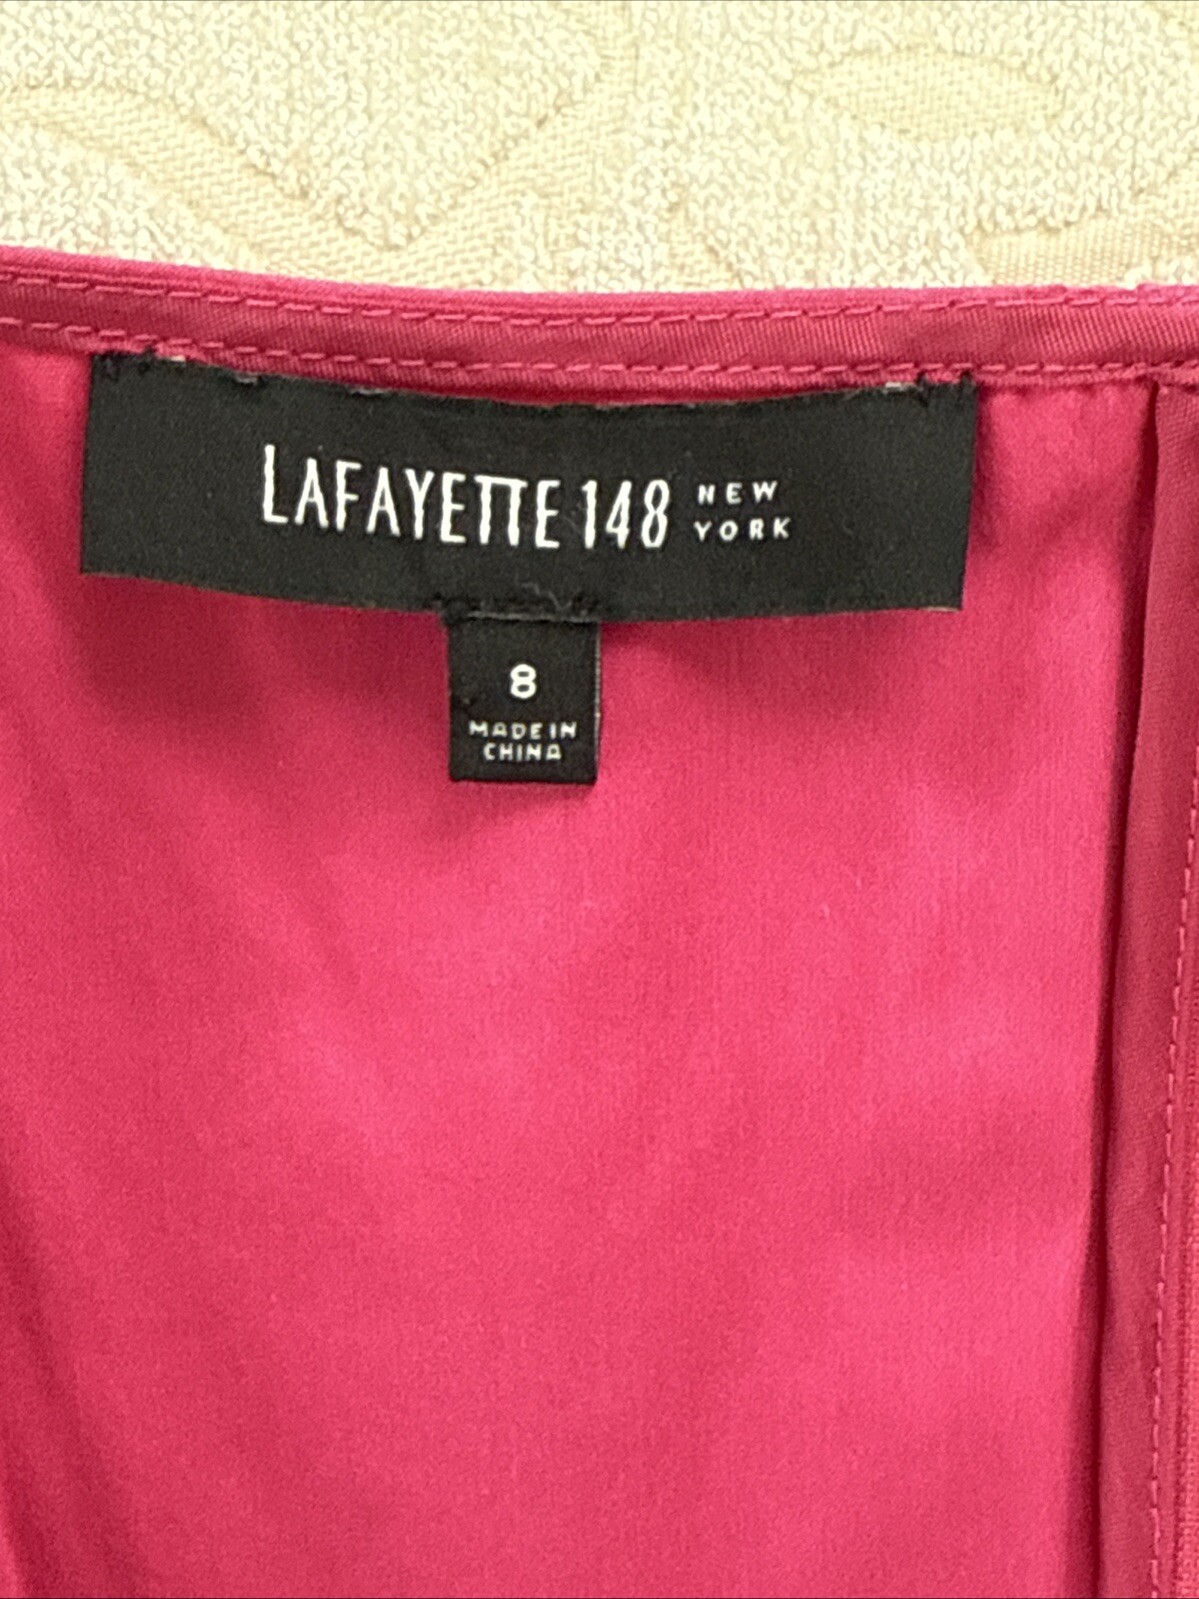 LAFAYETTE 148 NEW YORK
8
MADE IN
CHINA